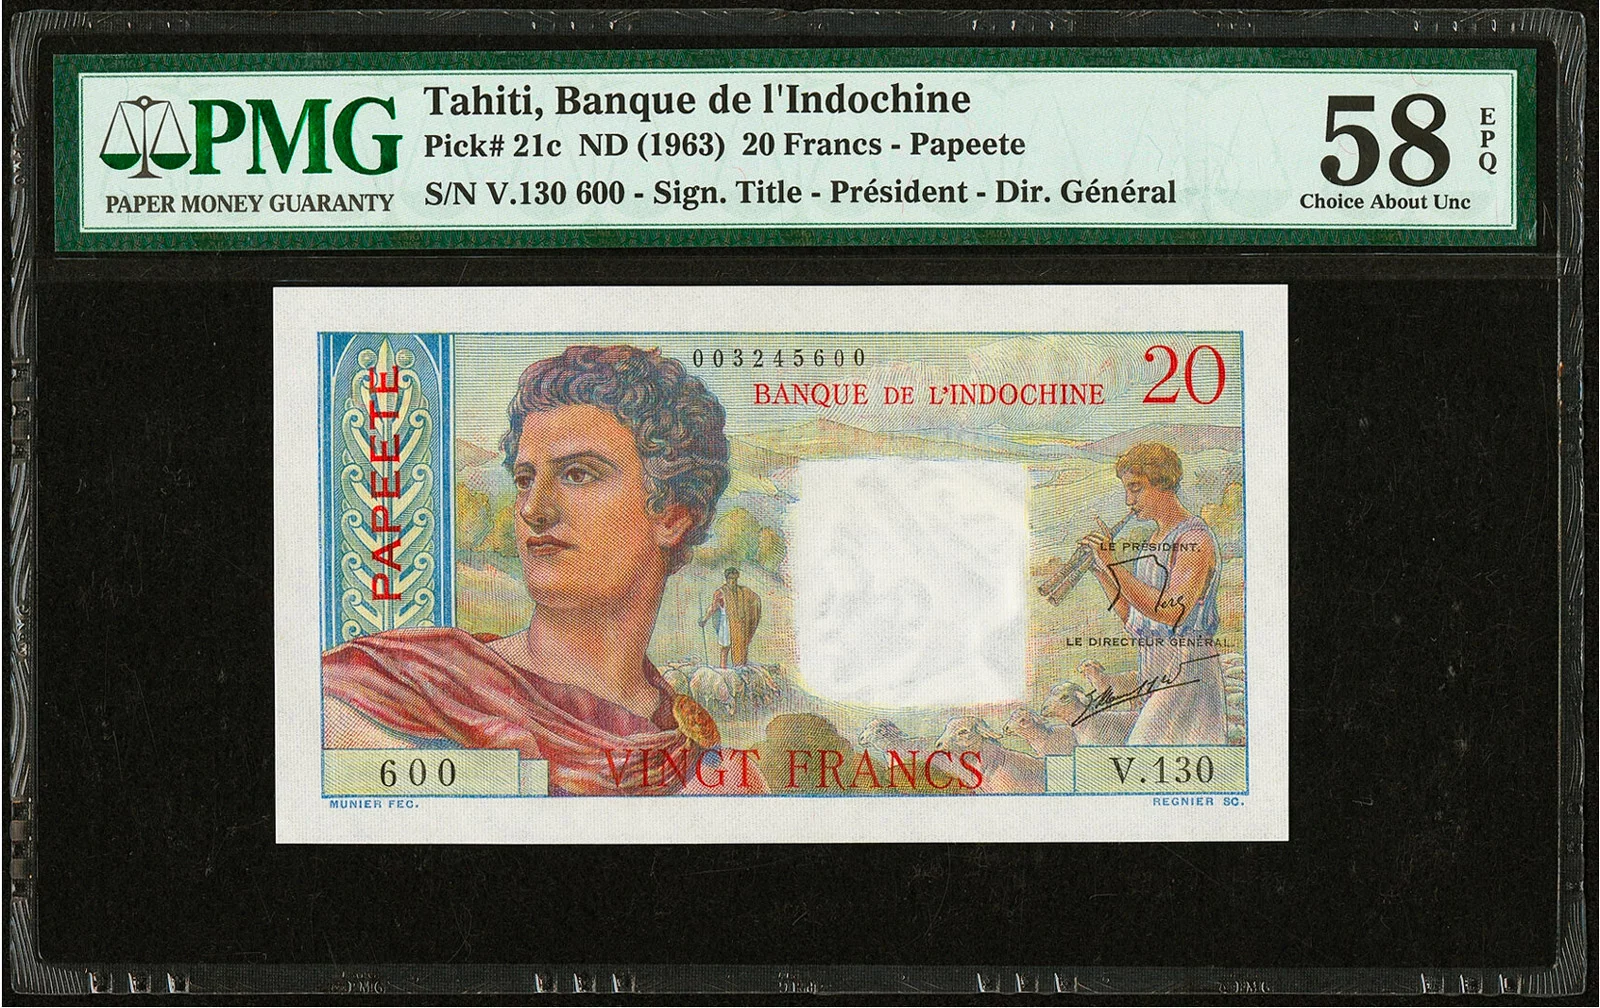 PMG
PAPER MONEY GUARANTY
Tahiti, Banque de l'Indochine
Pick# 21c ND (1963) 20 Francs - Papeete
S/N V.130 600 - Sign. Title - Président - Dir. Général
58
EPQ
Choice About Unc
003245600
BANQUE DE L'INDOCHINE
20
PAPEETE
LE PRÉSIDENT.
LE DIRECTEUR GÉNÉRAL.
600
VINGT FRANCS
V.130
MUNIER FEC.
REGNIER SC.